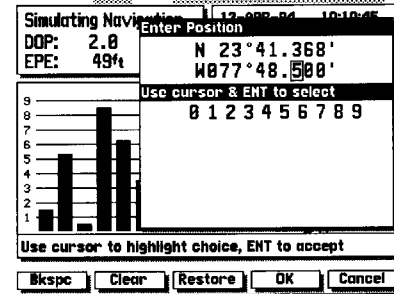 Simulating Navigation
DOP: 2.0
EPE: 49ft
Enter Position
N 23°41.368'
W077°48.500'
Use cursor & ENT to select
0 1 2 3 4 5 6 7 8 9
9
8
7
6
5
4
3
2
1
Use cursor to highlight choice, ENT to accept
Bkspc
Clear
Restore
OK
Cancel